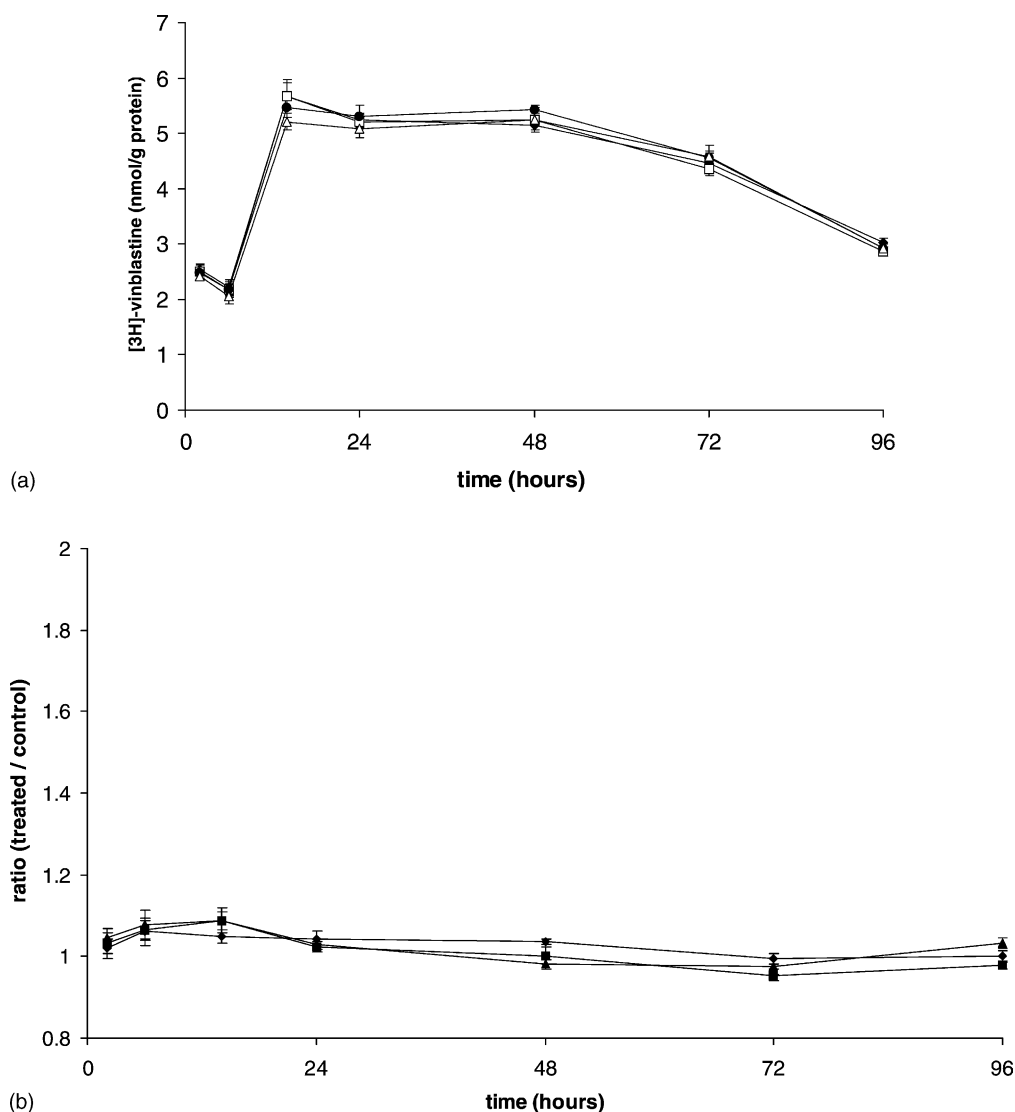 7
6
5
4
3
2
1
0
[3H]-vinblastine (nmol/g protein)
0 24 48 72 96
time (hours)
(a)
2
1.8
1.6
1.4
1.2
1
0.8
ratio (treated / control)
0 24 48 72 96
time (hours)
(b)